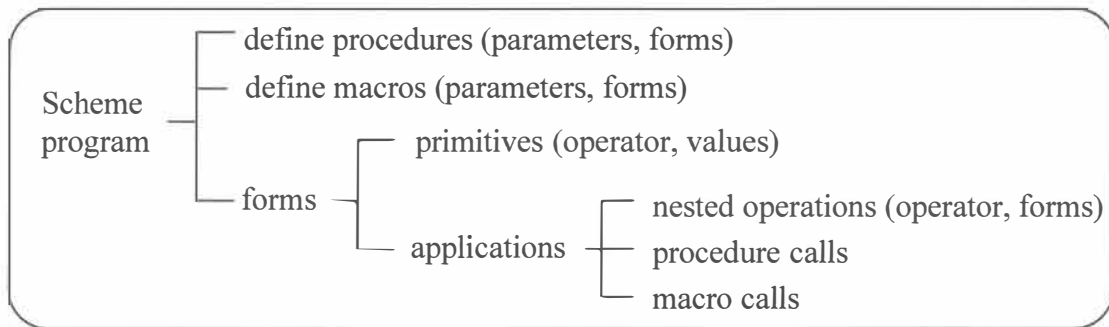 define procedures (parameters, forms)
define macros (parameters, forms)
Scheme
program
primitives (operator, values)
forms
nested operations (operator, forms)
applications
procedure calls
macro calls